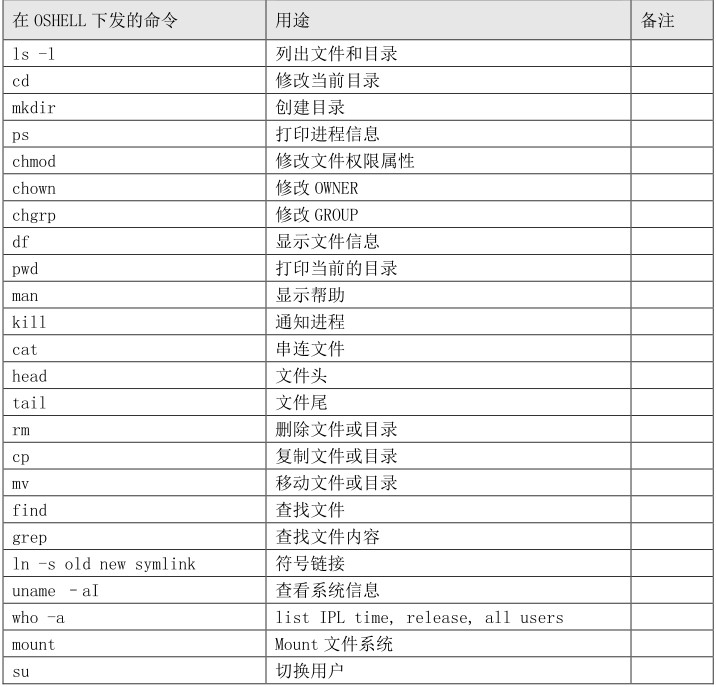 在 OSHELL 下发的命令 用途 备注
ls -l 列出文件和目录
cd 修改当前目录
mkdir 创建目录
ps 打印进程信息
chmod 修改文件权限属性
chown 修改 OWNER
chgrp 修改 GROUP
df 显示文件信息
pwd 打印当前的目录
man 显示帮助
kill 通知进程
cat 串连文件
head 文件头
tail 文件尾
rm 删除文件或目录
cp 复制文件或目录
mv 移动文件或目录
find 查找文件
grep 查找文件内容
ln -s old new symlink 符号链接
uname –aI 查看系统信息
who -a list IPL time, release, all users
mount Mount 文件系统
su 切换用户